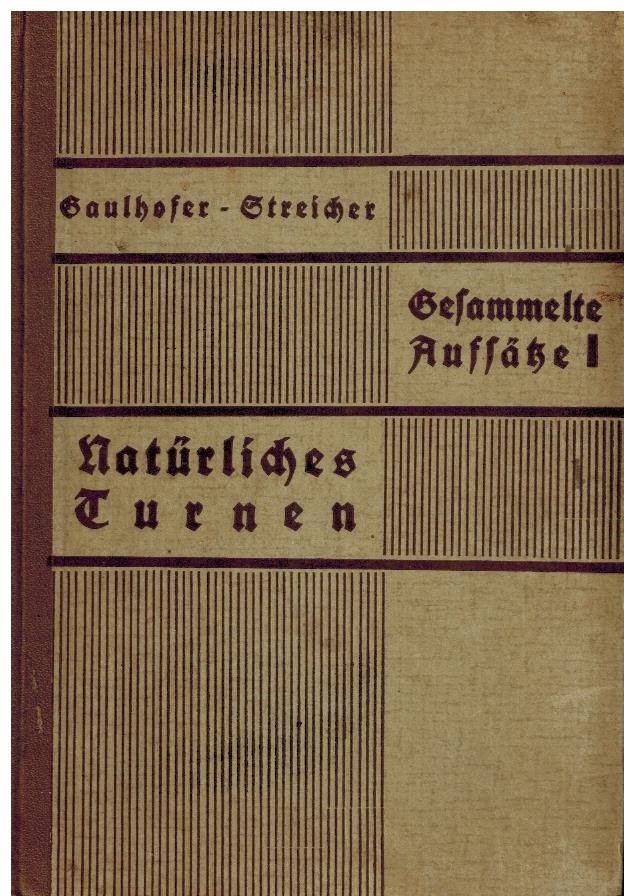 Gaulhofer - Streicher
Gesammelte
Aufsätze I
Natürliches
Turnen